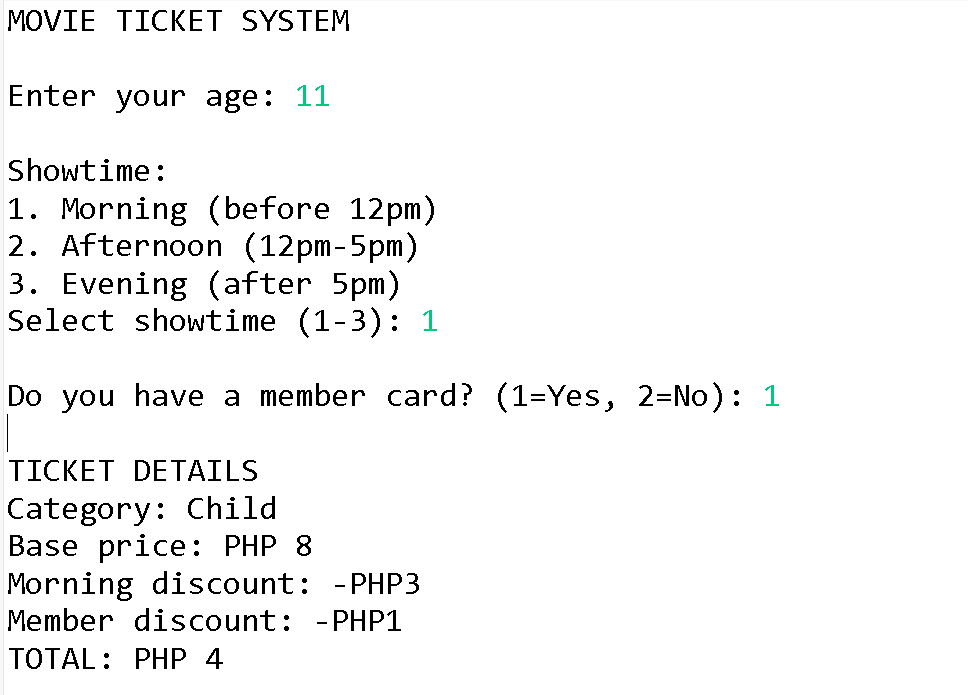 MOVIE TICKET SYSTEM
Enter your age: 11
Showtime:
1. Morning (before 12pm)
2. Afternoon (12pm-5pm)
3. Evening (after 5pm)
Select showtime (1-3): 1
Do you have a member card? (1=Yes, 2=No): 1
TICKET DETAILS
Category: Child
Base price: PHP 8
Morning discount: -PHP3
Member discount: -PHP1
TOTAL: PHP 4